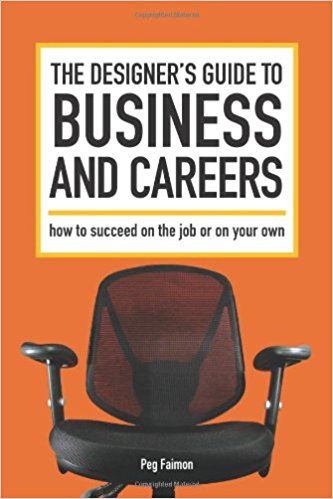 THE DESIGNER'S GUIDE TO
BUSINESS
AND CAREERS
how to succeed on the job or on your own
Peg Faimon